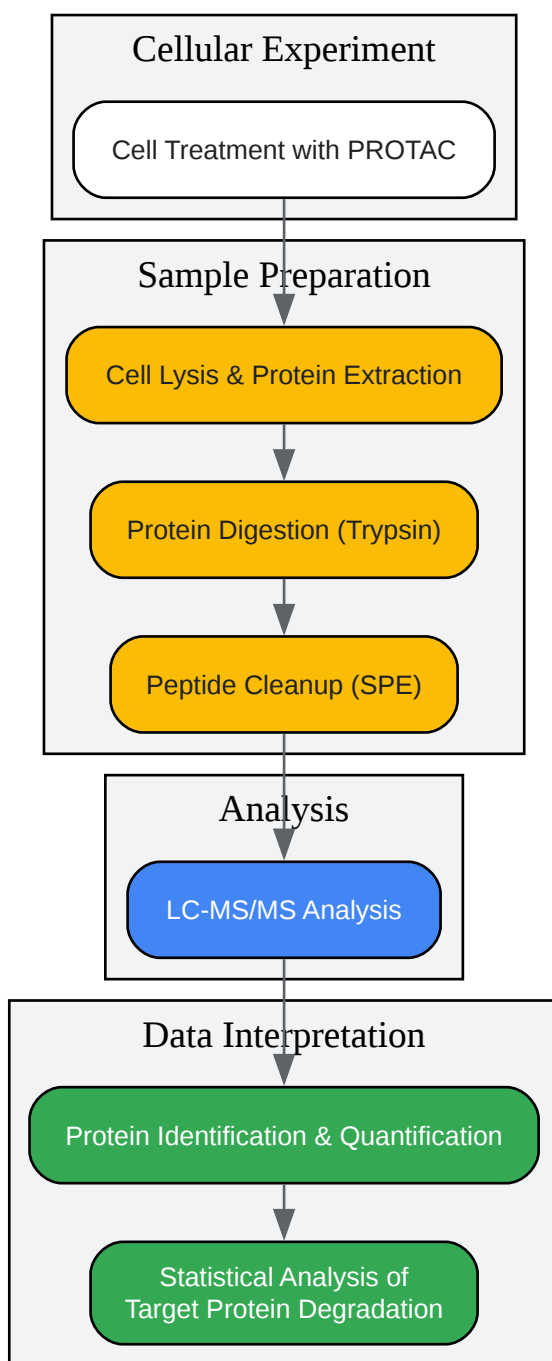 Cellular Experiment
Cell Treatment with PROTAC
Sample Preparation
Cell Lysis & Protein Extraction
Protein Digestion (Trypsin)
Peptide Cleanup (SPE)
Analysis
LC-MS/MS Analysis
Data Interpretation
Protein Identification & Quantification
Statistical Analysis of
Target Protein Degradation